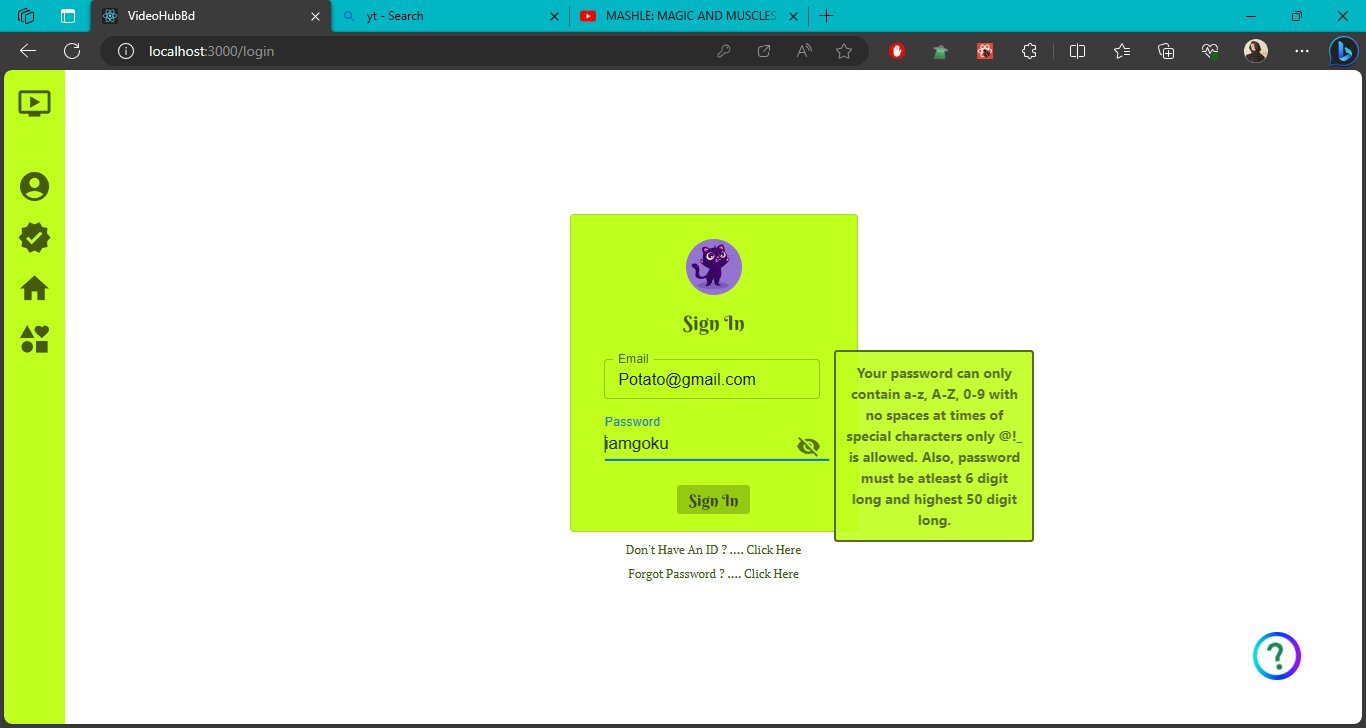 VideoHubBd
yt - Search
MASHLE: MAGIC AND MUSCLES
localhost:3000/login
Sign In
Email
Potato@gmail.com
Password
iamgoku
Sign In
Your password can only
contain a-z, A-Z, 0-9 with
no spaces at times of
special characters only @!_
is allowed. Also, password
must be atleast 6 digit
long and highest 50 digit
long.
Don't Have An ID ? .... Click Here
Forgot Password ? .... Click Here